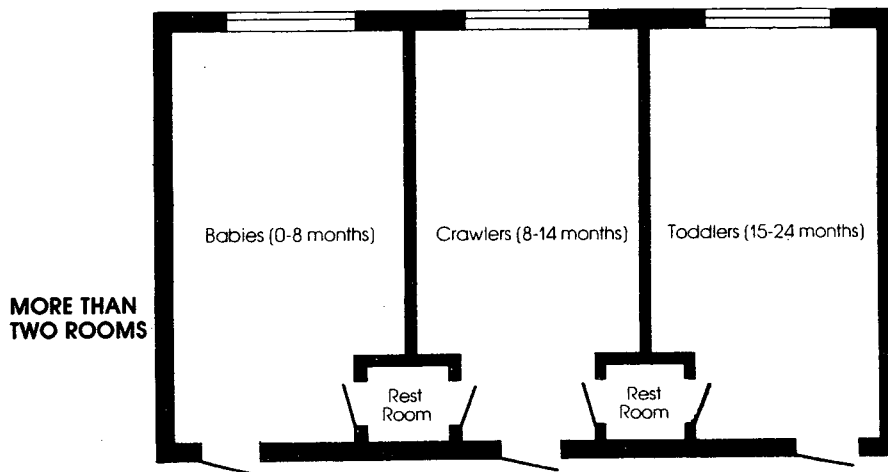 Babies (0-8 months)
Crawlers (8-14 months)
Toddlers (15-24 months)
MORE THAN
TWO ROOMS
Rest
Room
Rest
Room